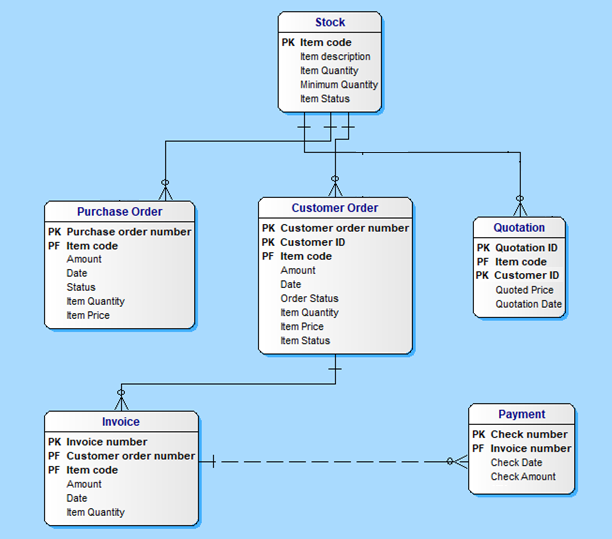 Stock
PK Item code
Item description
Item Quantity
Minimum Quantity
Item Status
Purchase Order
PK Purchase order number
PF Item code
Amount
Date
Status
Item Quantity
Item Price
Customer Order
PK Customer order number
PK Customer ID
PF Item code
Amount
Date
Order Status
Item Quantity
Item Price
Item Status
Quotation
PK Quotation ID
PF Item code
PK Customer ID
Quoted Price
Quotation Date
Invoice
PK Invoice number
PF Customer order number
PF Item code
Amount
Date
Item Quantity
Payment
PK Check number
PF Invoice number
Check Date
Check Amount